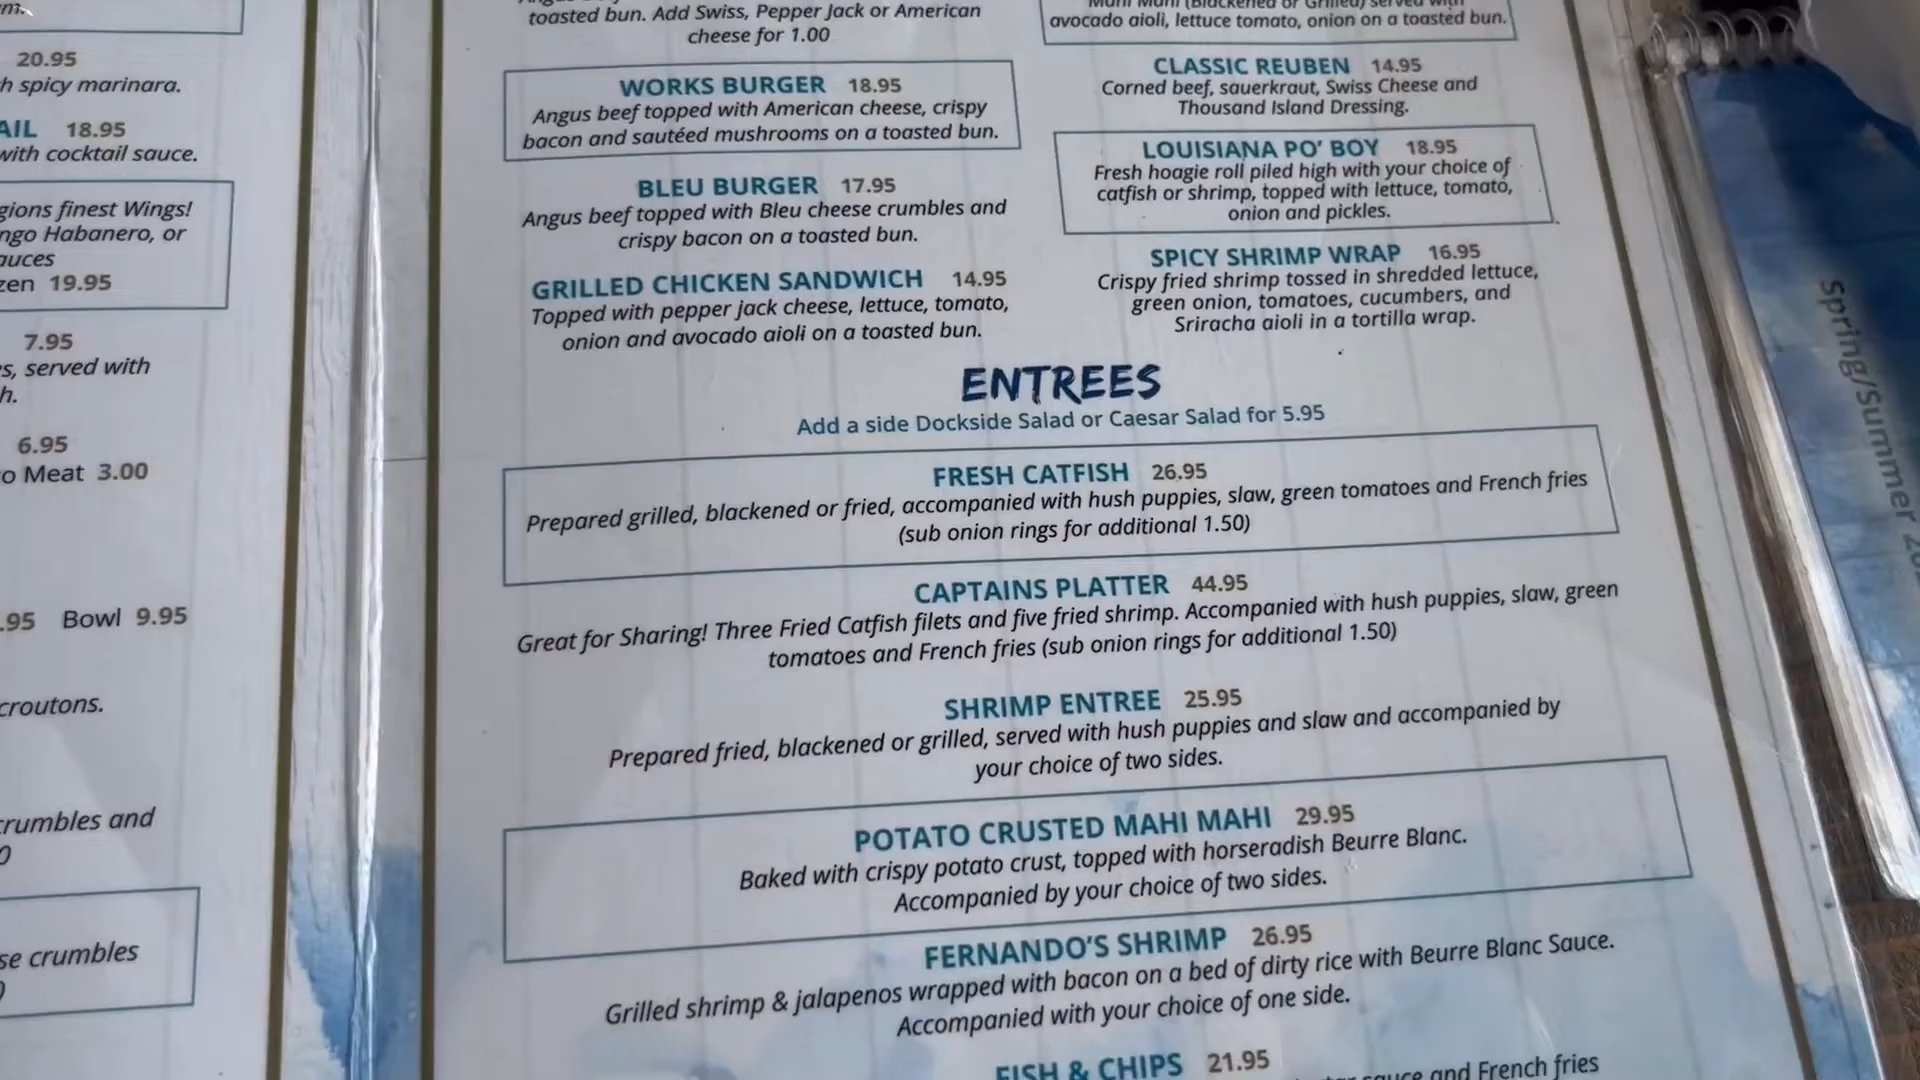 m.
20.95
h spicy marinara.
AIL 18.95
with cocktail sauce.
gions finest Wings!
ngo Habanero, or
auces
zen 19.95
7.95
s, served with
h.
6.95
o Meat 3.00
.95 Bowl 9.95
croutons.
crumbles and
se crumbles
toasted bun. Add Swiss, Pepper Jack or American
cheese for 1.00
WORKS BURGER 18.95
Angus beef topped with American cheese, crispy
bacon and sautéed mushrooms on a toasted bun.
BLEU BURGER 17.95
Angus beef topped with Bleu cheese crumbles and
crispy bacon on a toasted bun.
GRILLED CHICKEN SANDWICH 14.95
Topped with pepper jack cheese, lettuce, tomato,
onion and avocado aioli on a toasted bun.
Mahi Mahi (Blackened or Grilled) served with
avocado aioli, lettuce tomato, onion on a toasted bun.
CLASSIC REUBEN 14.95
Corned beef, sauerkraut, Swiss Cheese and
Thousand Island Dressing.
LOUISIANA PO' BOY 18.95
Fresh hoagie roll piled high with your choice of
catfish or shrimp, topped with lettuce, tomato,
onion and pickles.
SPICY SHRIMP WRAP 16.95
Crispy fried shrimp tossed in shredded lettuce,
green onion, tomatoes, cucumbers, and
Sriracha aioli in a tortilla wrap.
ENTREES
Add a side Dockside Salad or Caesar Salad for 5.95
FRESH CATFISH 26.95
Prepared grilled, blackened or fried, accompanied with hush puppies, slaw, green tomatoes and French fries
(sub onion rings for additional 1.50)
CAPTAINS PLATTER 44.95
Great for Sharing! Three Fried Catfish filets and five fried shrimp. Accompanied with hush puppies, slaw, green
tomatoes and French fries (sub onion rings for additional 1.50)
SHRIMP ENTREE 25.95
Prepared fried, blackened or grilled, served with hush puppies and slaw and accompanied by
your choice of two sides.
POTATO CRUSTED MAHI MAHI 29.95
Baked with crispy potato crust, topped with horseradish Beurre Blanc.
Accompanied by your choice of two sides.
FERNANDO'S SHRIMP 26.95
Grilled shrimp & jalapenos wrapped with bacon on a bed of dirty rice with Beurre Blanc Sauce.
Accompanied with your choice of one side.
FISH & CHIPS 21.95
sauce and French fries
Spring/Summer